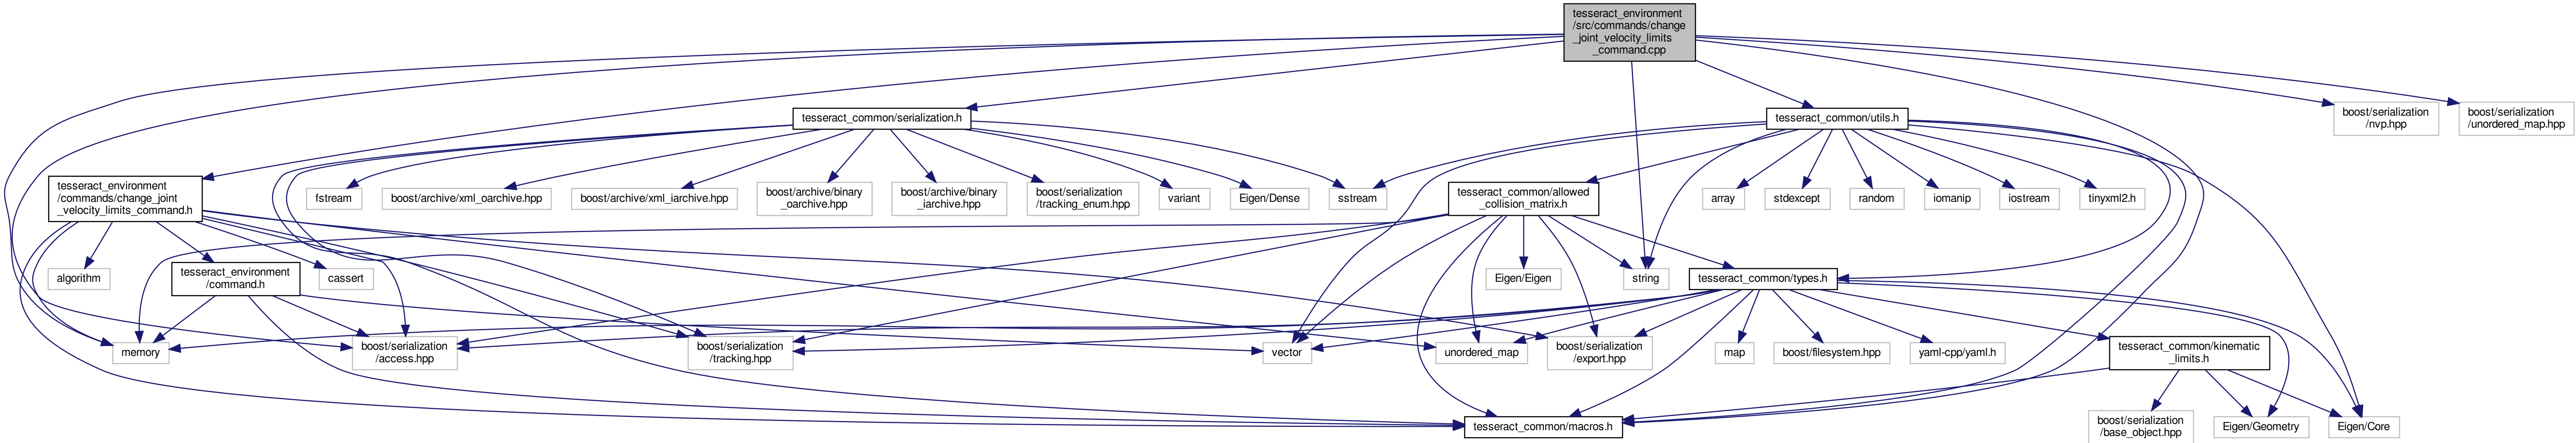 tesseract_environment
/src/commands/change
_joint_velocity_limits
_command.cpp
tesseract_common/serialization.h
tesseract_common/utils.h
boost/serialization
/nvp.hpp
boost/serialization
/unordered_map.hpp
tesseract_environment
/commands/change_joint
_velocity_limits_command.h
fstream
boost/archive/xml_oarchive.hpp
boost/archive/xml_iarchive.hpp
boost/archive/binary
_oarchive.hpp
boost/archive/binary
_iarchive.hpp
boost/serialization
/tracking_enum.hpp
variant
Eigen/Dense
sstream
tesseract_common/allowed
_collision_matrix.h
array
stdexcept
random
iomanip
iostream
tinyxml2.h
algorithm
tesseract_environment
/command.h
cassert
Eigen/Eigen
string
tesseract_common/types.h
memory
boost/serialization
/access.hpp
boost/serialization
/tracking.hpp
vector
unordered_map
boost/serialization
/export.hpp
map
boost/filesystem.hpp
yaml-cpp/yaml.h
tesseract_common/kinematic
_limits.h
tesseract_common/macros.h
boost/serialization
/base_object.hpp
Eigen/Geometry
Eigen/Core